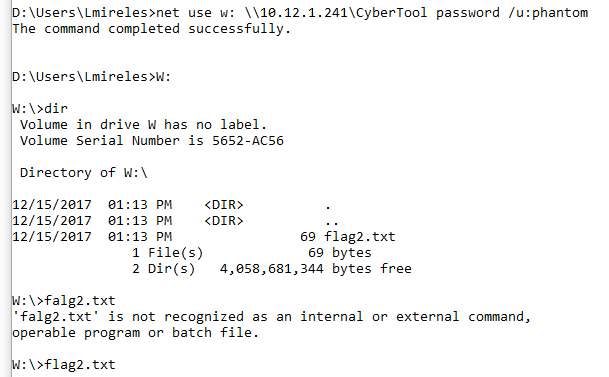 D:\Users\Lmireles>net use w: \\10.12.1.241\CyberTool password /u:phantom
The command completed successfully.
D:\Users\Lmireles>W:
W:\>dir
Volume in drive W has no label.
Volume Serial Number is 5652-AC56
Directory of W:\
12/15/2017  01:13 PM    <DIR>          .
12/15/2017  01:13 PM    <DIR>          ..
12/15/2017  01:13 PM                69 flag2.txt
1 File(s)             69 bytes
2 Dir(s)   4,058,681,344 bytes free
W:\>falg2.txt
'falg2.txt' is not recognized as an internal or external command,
operable program or batch file.
W:\>flag2.txt